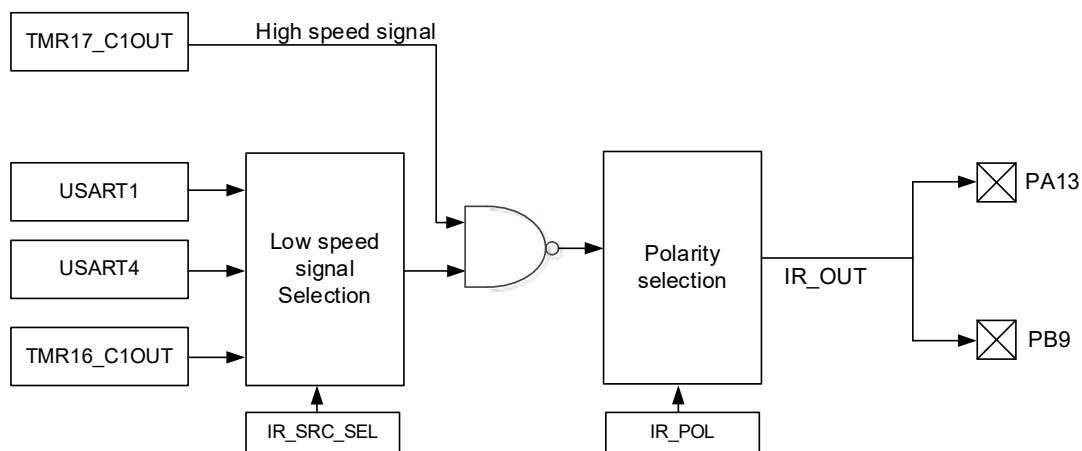 TMR17_C1OUT
High speed signal
USART1
USART4
TMR16_C1OUT
Low speed
signal
Selection
IR_SRC_SEL
Polarity
selection
IR_POL
IR_OUT
PA13
PB9